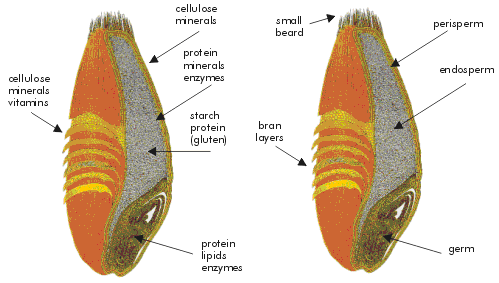 cellulose
minerals
protein
minerals
enzymes
cellulose
minerals
vitamins
starch
protein
(gluten)
protein
lipids
enzymes
small
beard
perisperm
endosperm
bran
layers
germ